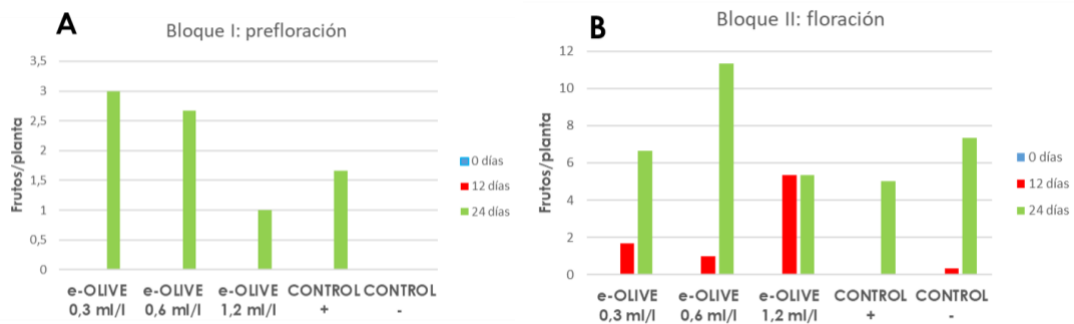 A
Bloque I: prefloración
3,5
3
2,5
2
1,5
1
0,5
0
Frutos/planta
e-OLIVE e-OLIVE e-OLIVE CONTROL CONTROL
0,3 ml/l 0,6 ml/l 1,2 ml/l + -
0 días
12 días
24 días
B
Bloque II: floración
12
10
8
6
4
2
0
Frutos/planta
e-OLIVE e-OLIVE e-OLIVE CONTROL CONTROL
0,3 ml/l 0,6 ml/l 1,2 ml/l + -
0 días
12 días
24 días